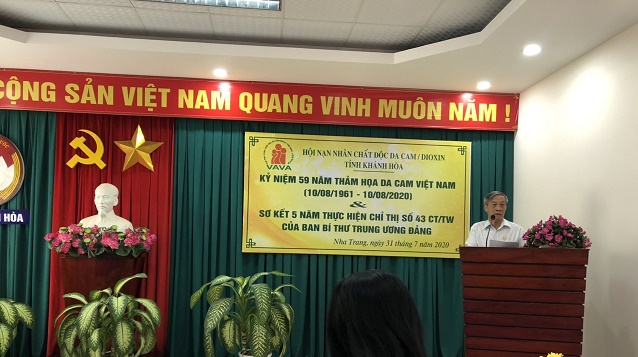 CỘNG SẢN VIỆT NAM QUANG VINH MUÔN NĂM !
HỘI NẠN NHÂN CHẤT ĐỘC DA CAM / DIOXIN
TỈNH KHÁNH HÒA
VAVA
KỶ NIỆM 59 NĂM THẢM HỌA DA CAM VIỆT NAM
(10/08/1961 - 10/08/2020)
&
SƠ KẾT 5 NĂM THỰC HIỆN CHỈ THỊ SỐ 43 CT/TW
CỦA BAN BÍ THƯ TRUNG ƯƠNG ĐẢNG
Nha Trang, ngày 31 tháng 7 năm 2020
H HÒA